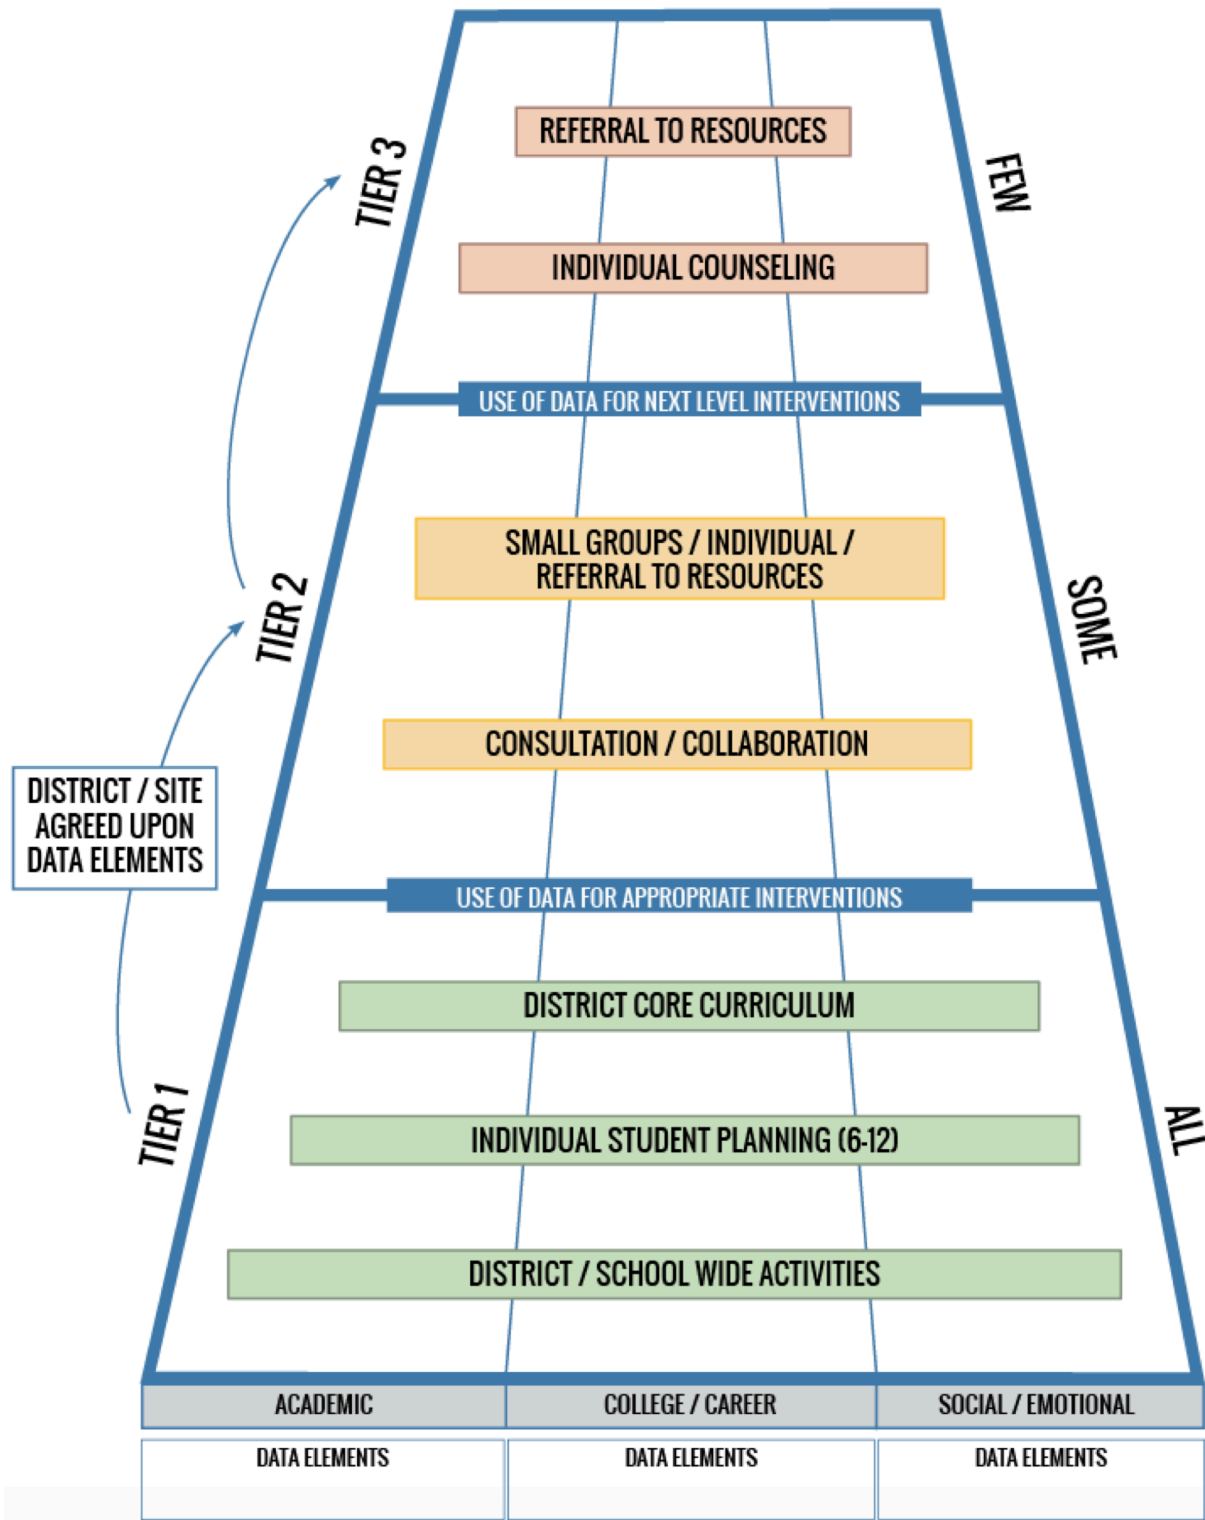 REFERRAL TO RESOURCES
TIER 3
FEW
INDIVIDUAL COUNSELING
USE OF DATA FOR NEXT LEVEL INTERVENTIONS
SMALL GROUPS / INDIVIDUAL /
REFERRAL TO RESOURCES
TIER 2
SOME
CONSULTATION / COLLABORATION
DISTRICT / SITE
AGREED UPON
DATA ELEMENTS
USE OF DATA FOR APPROPRIATE INTERVENTIONS
DISTRICT CORE CURRICULUM
TIER 1
ALL
INDIVIDUAL STUDENT PLANNING (6-12)
DISTRICT / SCHOOL WIDE ACTIVITIES
ACADEMIC
COLLEGE / CAREER
SOCIAL / EMOTIONAL
DATA ELEMENTS
DATA ELEMENTS
DATA ELEMENTS